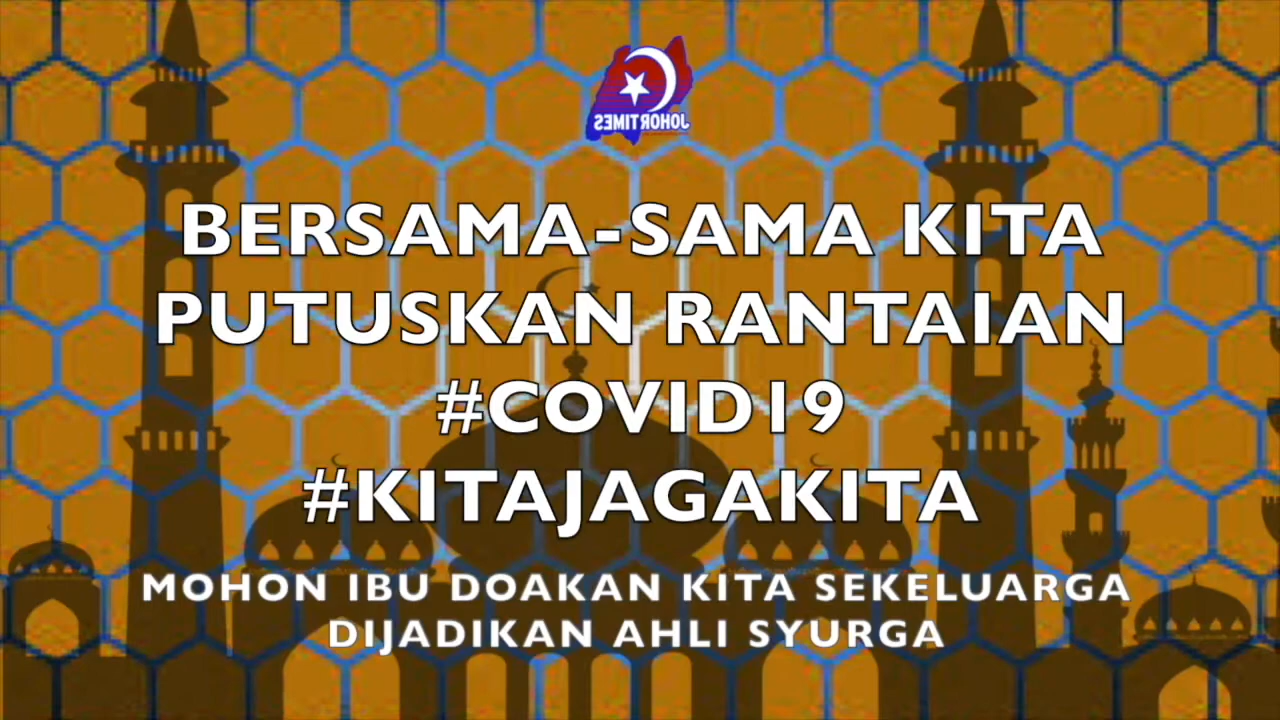 JOHORTIMES
BERSAMA-SAMA KITA
PUTUSKAN RANTAIAN
#COVID19
#KITAJAGAKITA
MOHON IBU DOAKAN KITA SEKELUARGA
DIJADIKAN AHLI SYURGA